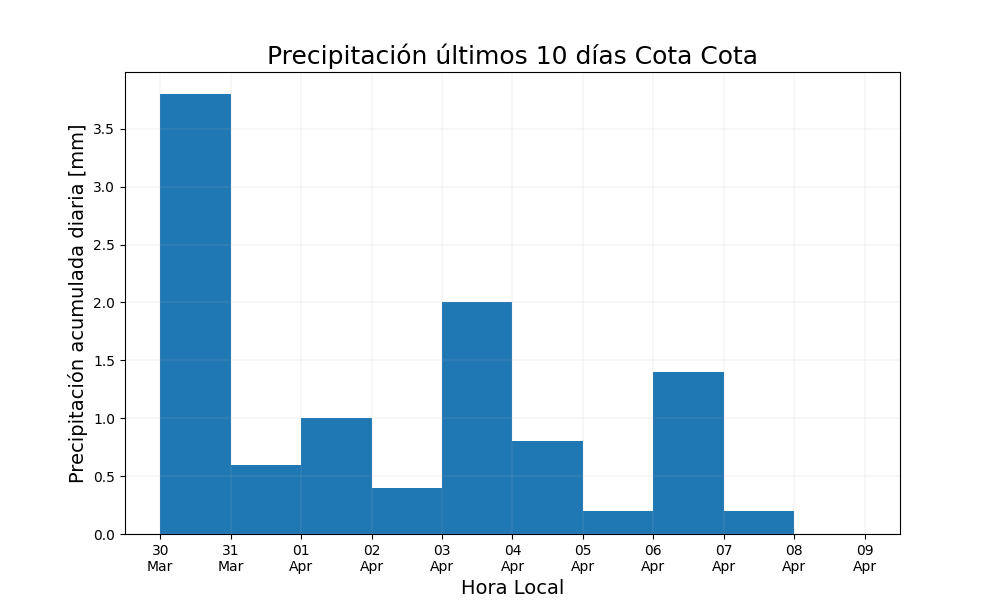 Precipitación últimos 10 días Cota Cota
Precipitación acumulada diaria [mm]
3.5
3.0
2.5
2.0
1.5
1.0
0.5
0.0
30 31 01 02 03 04 05 06 07 08 09
Mar Mar Apr Apr Apr Apr Apr Apr Apr Apr Apr
Hora Local